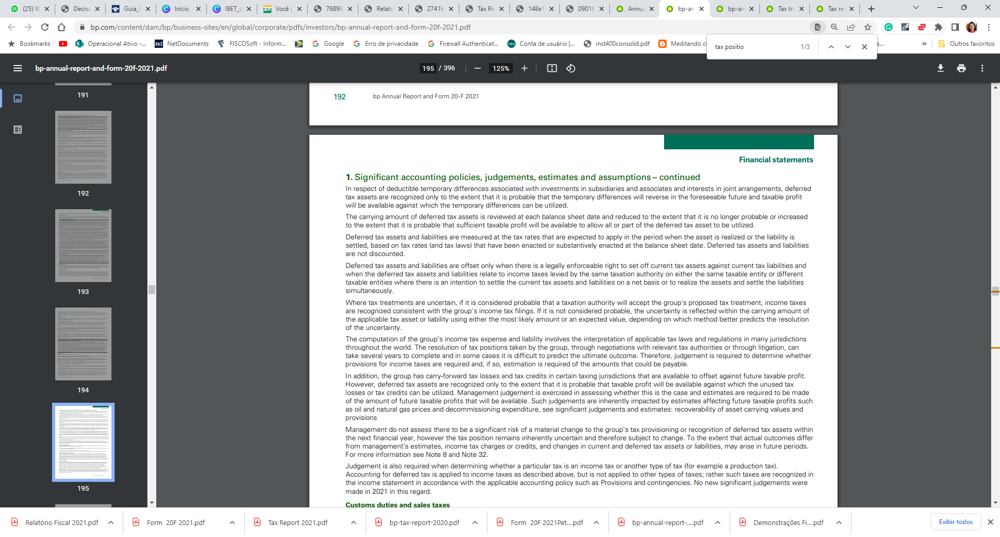 (25) W
Decisa
Guia_F
Início
IBET_c
Você p
76896
Relato
2741b
Tax Re
148e1
09016
Annua
bp-an
bp-an
Tax tra
Tax re
bp.com/content/dam/bp/business-sites/en/global/corporate/pdfs/investors/bp-annual-report-and-form-20f-2021.pdf
Bookmarks
Operacional Ativo -...
nd NetDocuments
FISCOSoft - Inform...
Google
Erro de privacidade
Firewall Authenticat...
Conta de usuário |...
inst400consolid.pdf
Meditando c
s...
»
Outros favoritos
tax positio 1/3
bp-annual-report-and-form-20f-2021.pdf
195 / 396
125%
191
192
193
194
195
192 bp Annual Report and Form 20-F 2021
Financial statements
1. Significant accounting policies, judgements, estimates and assumptions – continued
In respect of deductible temporary differences associated with investments in subsidiaries and associates and interests in joint arrangements, deferred
tax assets are recognized only to the extent that it is probable that the temporary differences will reverse in the foreseeable future and taxable profit
will be available against which the temporary differences can be utilized.
The carrying amount of deferred tax assets is reviewed at each balance sheet date and reduced to the extent that it is no longer probable or increased
to the extent that it is probable that sufficient taxable profit will be available to allow all or part of the deferred tax asset to be utilized.
Deferred tax assets and liabilities are measured at the tax rates that are expected to apply in the period when the asset is realized or the liability is
settled, based on tax rates (and tax laws) that have been enacted or substantively enacted at the balance sheet date. Deferred tax assets and liabilities
are not discounted.
Deferred tax assets and liabilities are offset only when there is a legally enforceable right to set off current tax assets against current tax liabilities and
when the deferred tax assets and liabilities relate to income taxes levied by the same taxation authority on either the same taxable entity or different
taxable entities where there is an intention to settle the current tax assets and liabilities on a net basis or to realize the assets and settle the liabilities
simultaneously.
Where tax treatments are uncertain, if it is considered probable that a taxation authority will accept the group's proposed tax treatment, income taxes
are recognized consistent with the group's income tax filings. If it is not considered probable, the uncertainty is reflected within the carrying amount of
the applicable tax asset or liability using either the most likely amount or an expected value, depending on which method better predicts the resolution
of the uncertainty.
The computation of the group’s income tax expense and liability involves the interpretation of applicable tax laws and regulations in many jurisdictions
throughout the world. The resolution of tax positions taken by the group, through negotiations with relevant tax authorities or through litigation, can
take several years to complete and in some cases it is difficult to predict the ultimate outcome. Therefore, judgement is required to determine whether
provisions for income taxes are required and, if so, estimation is required of the amounts that could be payable.
In addition, the group has carry-forward tax losses and tax credits in certain taxing jurisdictions that are available to offset against future taxable profit.
However, deferred tax assets are recognized only to the extent that it is probable that taxable profit will be available against which the unused tax
losses or tax credits can be utilized. Management judgement is exercised in assessing whether this is the case and estimates are required to be made
of the amount of future taxable profits that will be available. Such judgements are inherently impacted by estimates affecting future taxable profits such
as oil and natural gas prices and decommissioning expenditure, see significant judgements and estimates: recoverability of asset carrying values and
provisions
Management do not assess there to be a significant risk of a material change to the group’s tax provisioning or recognition of deferred tax assets within
the next financial year, however the tax position remains inherently uncertain and therefore subject to change. To the extent that actual outcomes differ
from management’s estimates, income tax charges or credits, and changes in current and deferred tax assets or liabilities, may arise in future periods.
For more information see Note 8 and Note 32.
Judgement is also required when determining whether a particular tax is an income tax or another type of tax (for example a production tax).
Accounting for deferred tax is applied to income taxes as described above, but is not applied to other types of taxes; rather such taxes are recognized in
the income statement in accordance with the applicable accounting policy such as Provisions and contingencies. No new significant judgements were
made in 2021 in this regard.
Customs duties and sales taxes
Relatório Fiscal 2021.pdf
Form 20F 2021.pdf
Tax Report 2021.pdf
bp-tax-report-2020.pdf
Form 20F 2021Pet....pdf
bp-annual-report-....pdf
Demonstrações Fi....pdf
Exibir todos